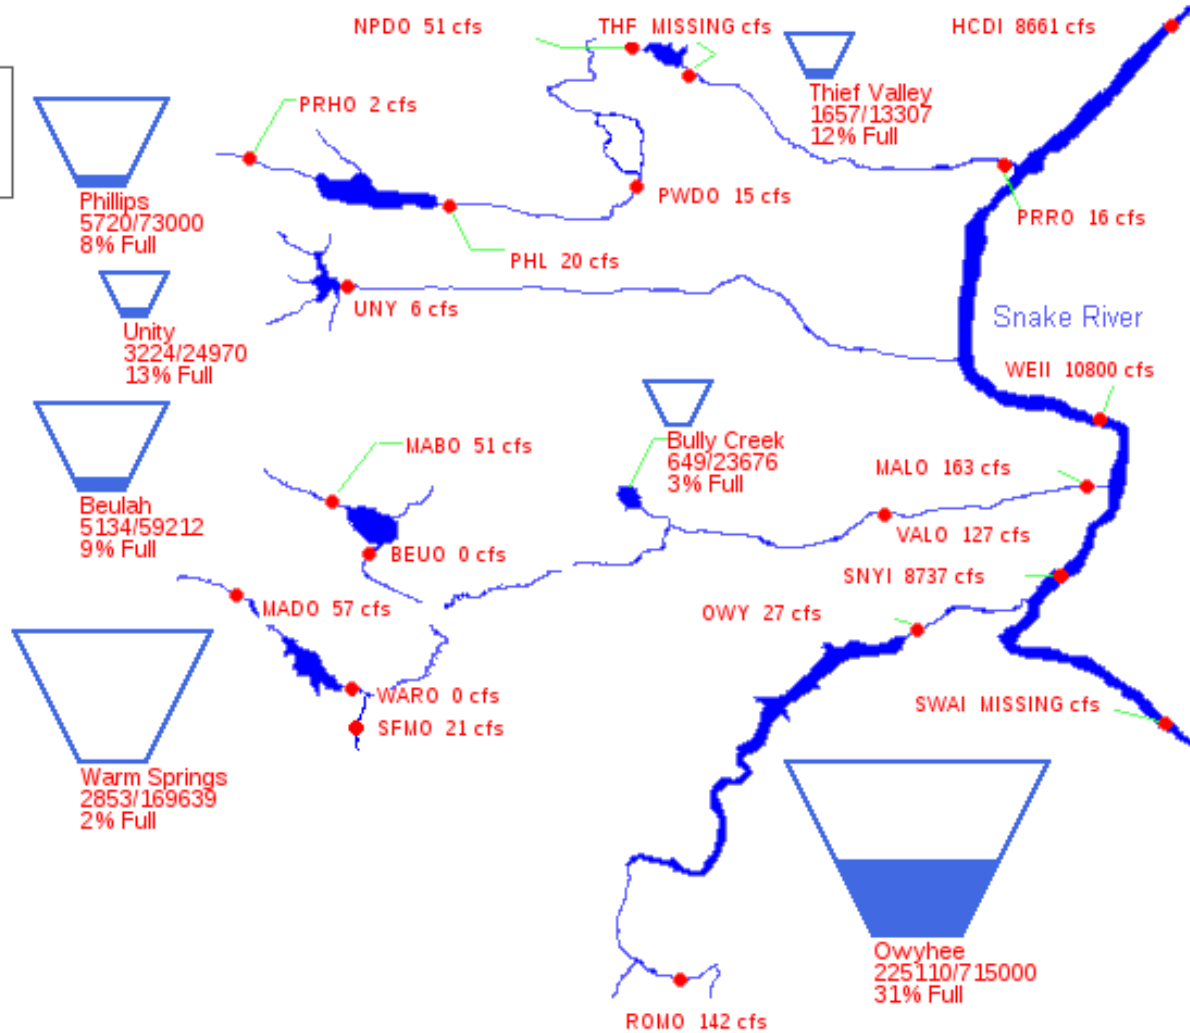 NPDO 51 cfs
THF MISSING cfs
HCDI 8661 cfs
Thief Valley
1657/13307
12% Full
PRHO 2 cfs
Phillips
5720/73000
8% Full
PWDO 15 cfs
PRRO 16 cfs
PHL 20 cfs
UNY 6 cfs
Snake River
Unity
3224/24970
13% Full
WEII 10800 cfs
MABO 51 cfs
Bully Creek
649/23676
3% Full
MALO 163 cfs
Beulah
5134/59212
9% Full
VALO 127 cfs
BEUO 0 cfs
SNYI 8737 cfs
MADO 57 cfs
OWY 27 cfs
WARO 0 cfs
SWAI MISSING cfs
SFMO 21 cfs
Warm Springs
2853/169639
2% Full
Owyhee
225110/715000
31% Full
ROMO 142 cfs